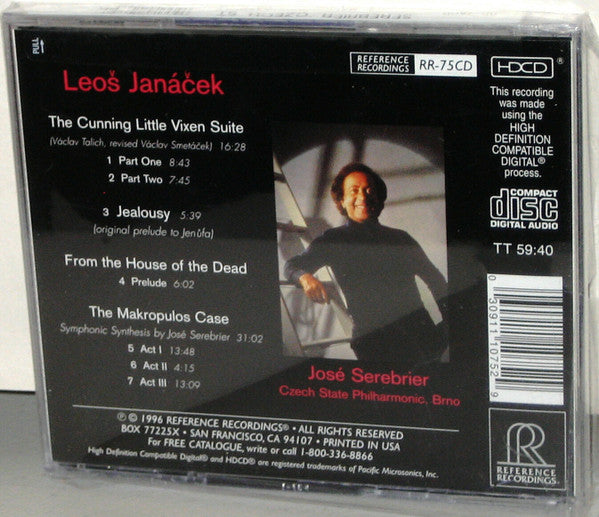 PULL
Leoš Janáček
REFERENCE RECORDINGS RR-75CD
HDCD®
This recording
was made
using the
HIGH
DEFINITION
COMPATIBLE
DIGITAL®
process.
The Cunning Little Vixen Suite
(Václav Talich, revised Václav Smetáček) 16:28
1 Part One 8:43
2 Part Two 7:45
3 Jealousy 5:39
(original prelude to Jenůfa)
From the House of the Dead
4 Prelude 6:02
The Makropulos Case
Symphonic Synthesis by José Serebrier 31:02
5 Act I 13:48
6 Act II 4:15
7 Act III 13:09
COMPACT
disc
DIGITAL AUDIO
TT 59:40
0 30911 10752 9
José Serebrier
Czech State Philharmonic, Brno
℗ © 1996 REFERENCE RECORDINGS® • ALL RIGHTS RESERVED
BOX 77225X • SAN FRANCISCO, CA 94107 • PRINTED IN USA
For FREE CATALOGUE, write or call 1-800-336-8866
High Definition Compatible Digital® and HDCD® are registered trademarks of Pacific Microsonics, Inc.
R
REFERENCE
RECORDINGS